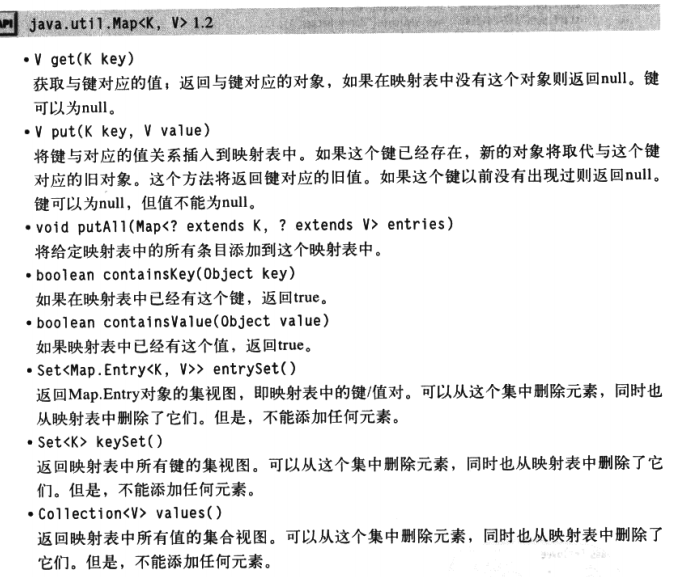 API java.util.Map<K, V> 1.2
• V get(K key)
获取与键对应的值；返回与键对应的对象，如果在映射表中没有这个对象则返回null。键
可以为null。
• V put(K key, V value)
将键与对应的值关系插入到映射表中。如果这个键已经存在，新的对象将取代与这个键
对应的旧对象。这个方法将返回键对应的旧值。如果这个键以前没有出现过则返回null。
键可以为null，但值不能为null。
• void putAll(Map<? extends K, ? extends V> entries)
将给定映射表中的所有条目添加到这个映射表中。
• boolean containsKey(Object key)
如果在映射表中已经有这个键，返回true。
• boolean containsValue(Object value)
如果映射表中已经有这个值，返回true。
• Set<Map.Entry<K, V>> entrySet()
返回Map.Entry对象的集视图，即映射表中的键/值对。可以从这个集中删除元素，同时也
从映射表中删除了它们。但是，不能添加任何元素。
• Set<K> keySet()
返回映射表中所有键的集视图。可以从这个集中删除元素，同时也从映射表中删除了它
们。但是，不能添加任何元素。
• Collection<V> values()
返回映射表中所有值的集合视图。可以从这个集中删除元素，同时也从映射表中删除了
它们。但是，不能添加任何元素。